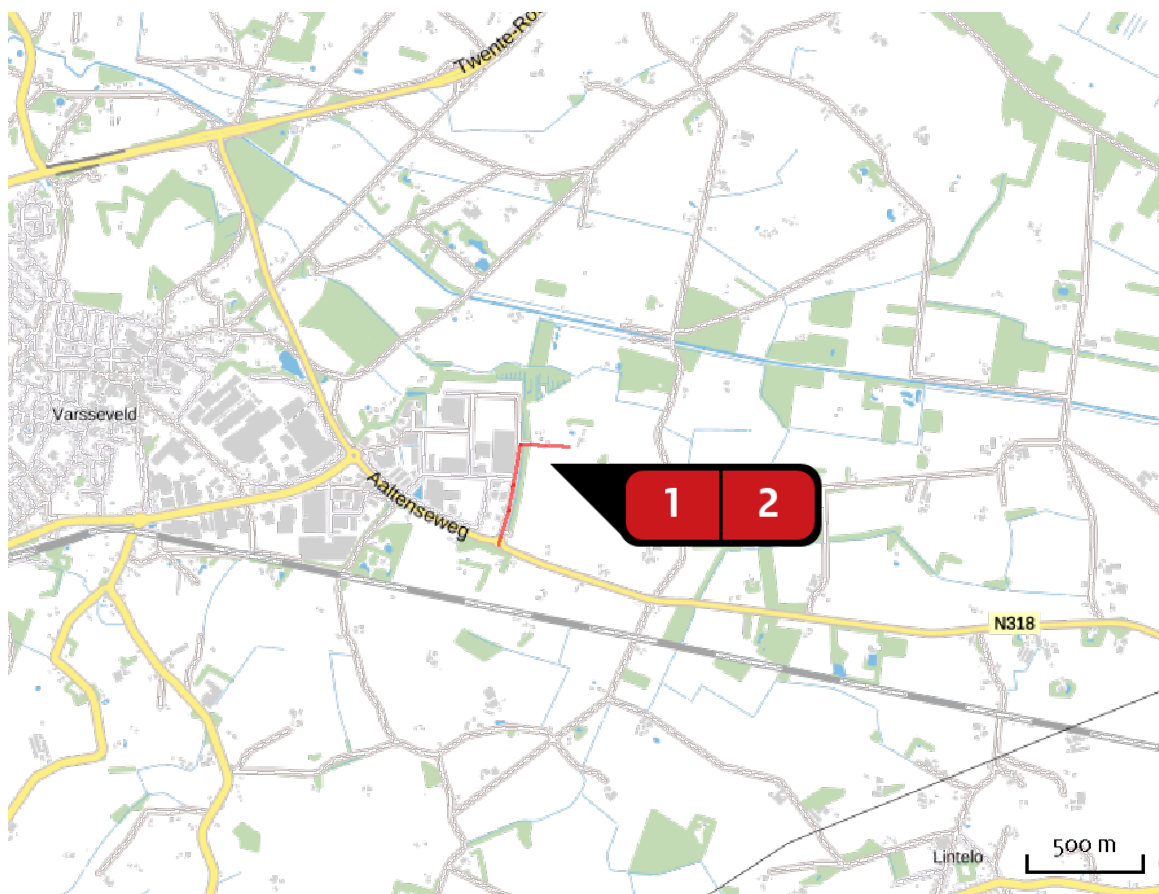 Twente-Ro
Varsseveld
Aaltenseweg
1 2
N318
Lintelo
500 m